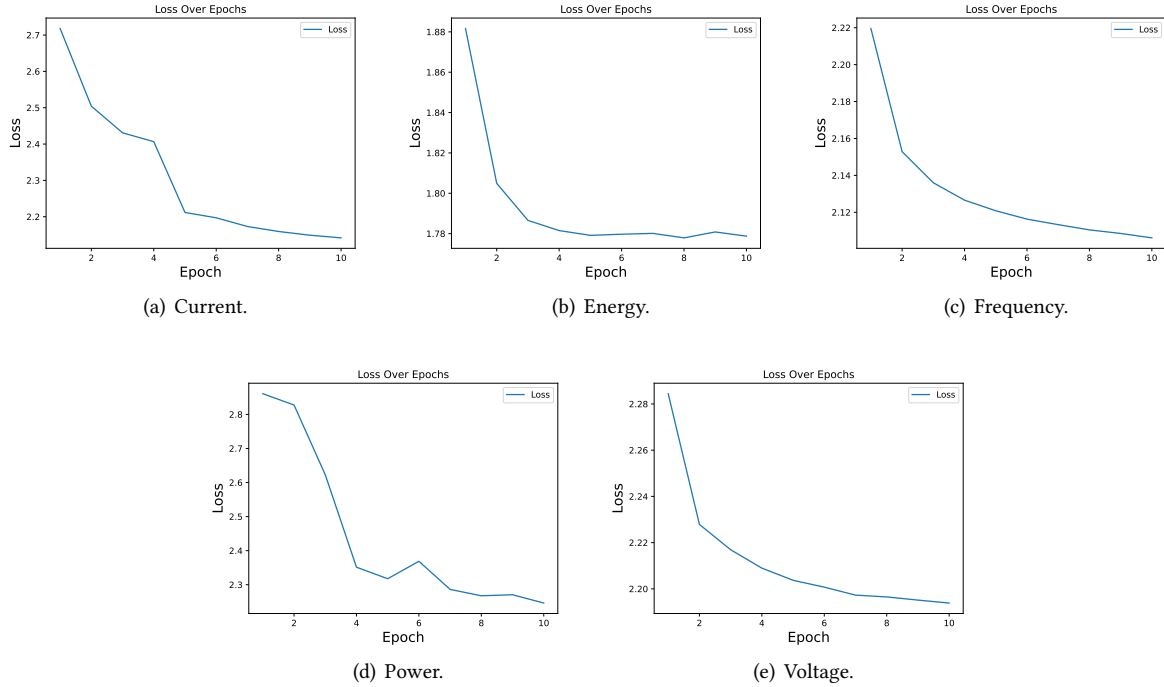 Loss Over Epochs
Loss
2.7
2.6
2.5
2.4
2.3
2.2
Loss
2 4 6 8 10
Epoch
(a) Current.
Loss Over Epochs
Loss
1.88
1.86
1.84
1.82
1.80
1.78
Loss
2 4 6 8 10
Epoch
(b) Energy.
Loss Over Epochs
Loss
2.22
2.20
2.18
2.16
2.14
2.12
Loss
2 4 6 8 10
Epoch
(c) Frequency.
Loss Over Epochs
Loss
2.8
2.7
2.6
2.5
2.4
2.3
Loss
2 4 6 8 10
Epoch
(d) Power.
Loss Over Epochs
Loss
2.28
2.26
2.24
2.22
2.20
Loss
2 4 6 8 10
Epoch
(e) Voltage.